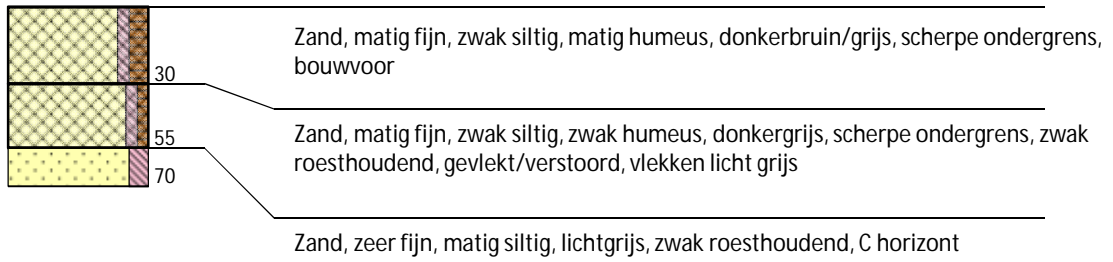 Zand, matig fijn, zwak siltig, matig humeus, donkerbruin/grijs, scherpe ondergrens,
bouwvoor
30
Zand, matig fijn, zwak siltig, zwak humeus, donkergrijs, scherpe ondergrens, zwak
roesthoudend, gevlekt/verstoord, vlekken licht grijs
55
70
Zand, zeer fijn, matig siltig, lichtgrijs, zwak roesthoudend, C horizont